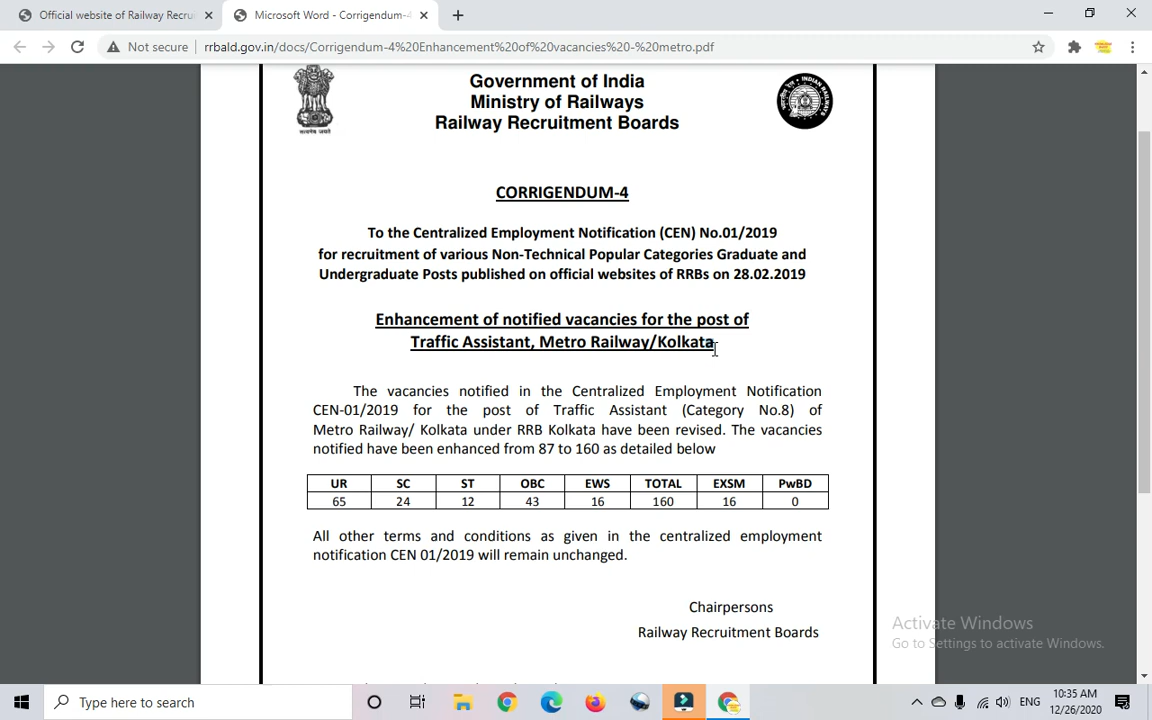 Official website of Railway Recrui
Microsoft Word - Corrigendum-4
Not secure
rrbald.gov.in/docs/Corrigendum-4%20Enhancement%20of%20vacancies%20-%20metro.pdf
Government of India
Ministry of Railways
Railway Recruitment Boards
CORRIGENDUM-4
To the Centralized Employment Notification (CEN) No.01/2019
for recruitment of various Non-Technical Popular Categories Graduate and
Undergraduate Posts published on official websites of RRBs on 28.02.2019
Enhancement of notified vacancies for the post of
Traffic Assistant, Metro Railway/Kolkata
The vacancies notified in the Centralized Employment Notification
CEN-01/2019 for the post of Traffic Assistant (Category No.8) of
Metro Railway/ Kolkata under RRB Kolkata have been revised. The vacancies
notified have been enhanced from 87 to 160 as detailed below
UR SC ST OBC EWS TOTAL EXSM PwBD
65 24 12 43 16 160 16 0
All other terms and conditions as given in the centralized employment
notification CEN 01/2019 will remain unchanged.
Chairpersons
Railway Recruitment Boards
Activate Windows
Go to Settings to activate Windows.
Type here to search
ENG
10:35 AM
12/26/2020